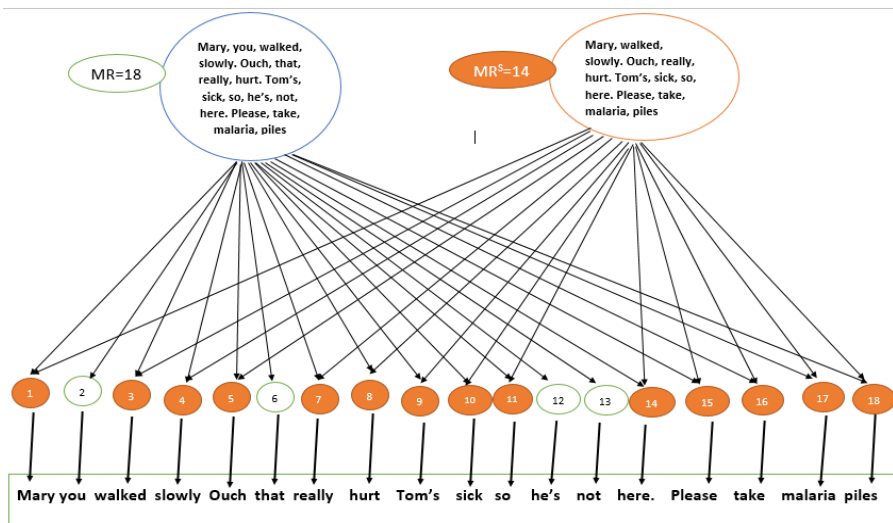 Mary, you, walked,
slowly. Ouch, that,
really, hurt. Tom's,
sick, so, he's, not,
here. Please, take,
malaria, piles
MR=18
Mary, walked,
slowly. Ouch, really,
hurt. Tom's, sick, so,
here. Please, take,
malaria, piles
MRˢ=14
1 2 3 4 5 6 7 8 9 10 11 12 13 14 15 16 17 18
Mary you walked slowly Ouch that really hurt Tom's sick so he's not here. Please take malaria piles